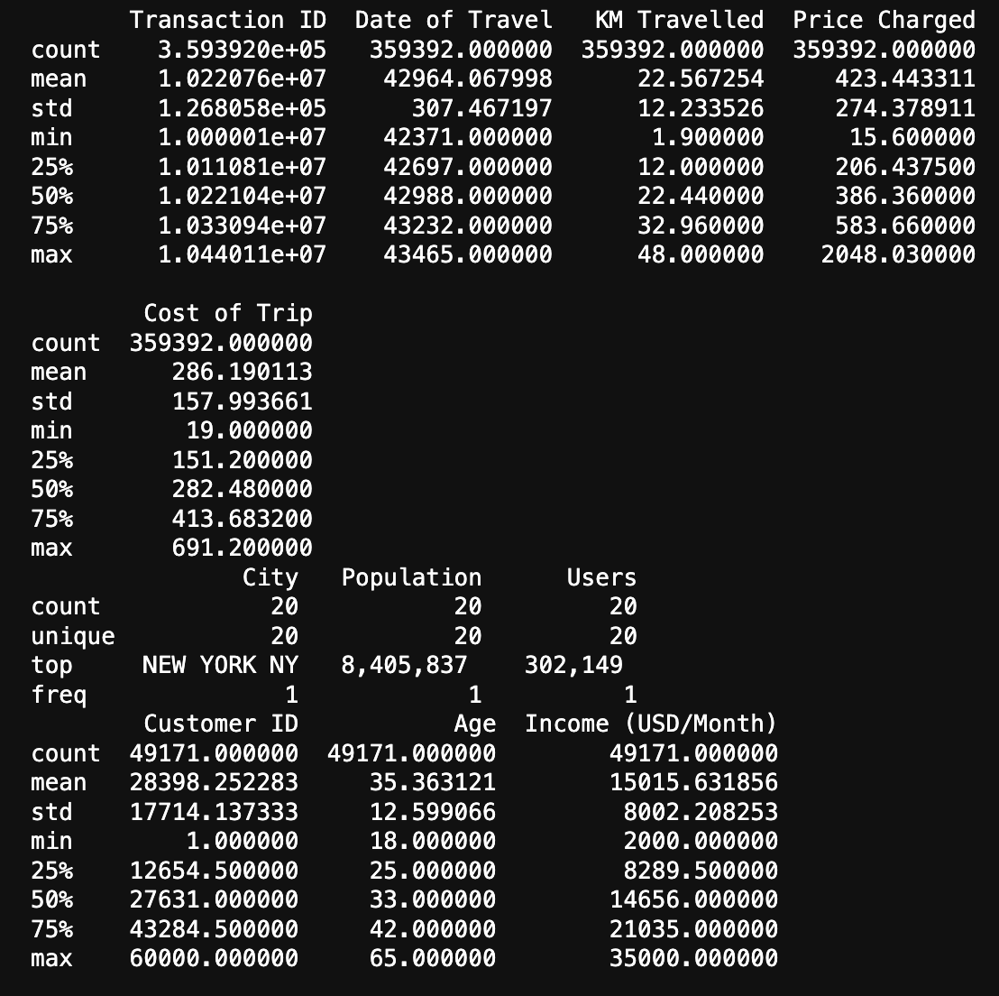 Transaction ID  Date of Travel   KM Travelled  Price Charged
count    3.593920e+05   359392.000000  359392.000000  359392.000000
mean     1.022076e+07    42964.067998      22.567254     423.443311
std      1.268058e+05      307.467197      12.233526     274.378911
min      1.000001e+07    42371.000000       1.900000      15.600000
25%      1.011081e+07    42697.000000      12.000000     206.437500
50%      1.022104e+07    42988.000000      22.440000     386.360000
75%      1.033094e+07    43232.000000      32.960000     583.660000
max      1.044011e+07    43465.000000      48.000000    2048.030000
Cost of Trip
count  359392.000000
mean      286.190113
std       157.993661
min        19.000000
25%       151.200000
50%       282.480000
75%       413.683200
max       691.200000
City   Population      Users
count            20           20         20
unique           20           20         20
top     NEW YORK NY   8,405,837    302,149
freq              1            1          1
Customer ID           Age  Income (USD/Month)
count  49171.000000  49171.000000        49171.000000
mean   28398.252283     35.363121        15015.631856
std    17714.137333     12.599066         8002.208253
min        1.000000     18.000000         2000.000000
25%    12654.500000     25.000000         8289.500000
50%    27631.000000     33.000000        14656.000000
75%    43284.500000     42.000000        21035.000000
max    60000.000000     65.000000        35000.000000